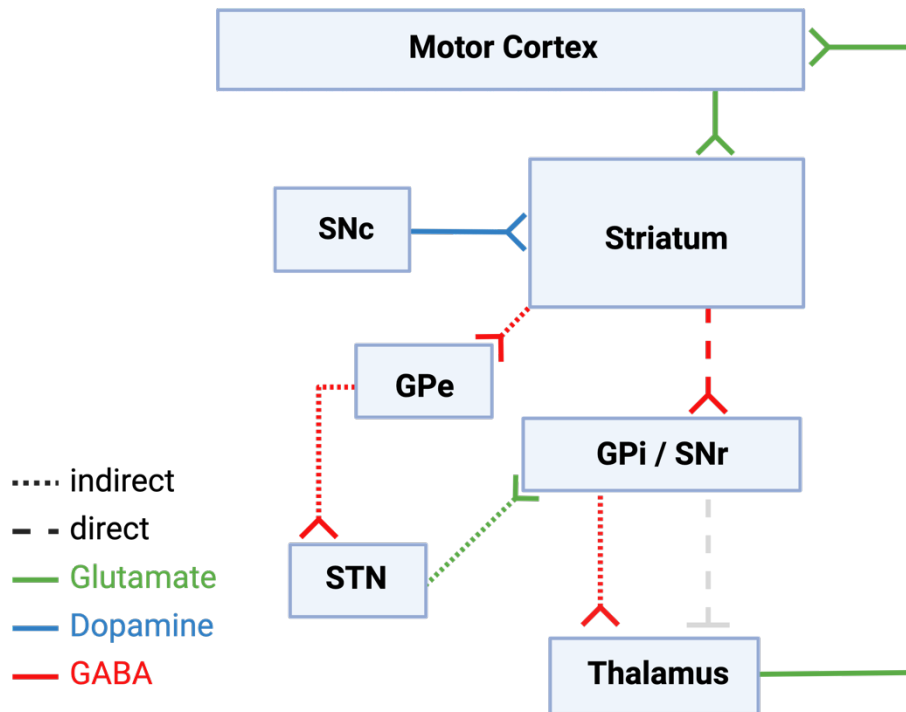 Motor Cortex
SNc
Striatum
GPe
GPi / SNr
indirect
direct
Glutamate
STN
Dopamine
GABA
Thalamus